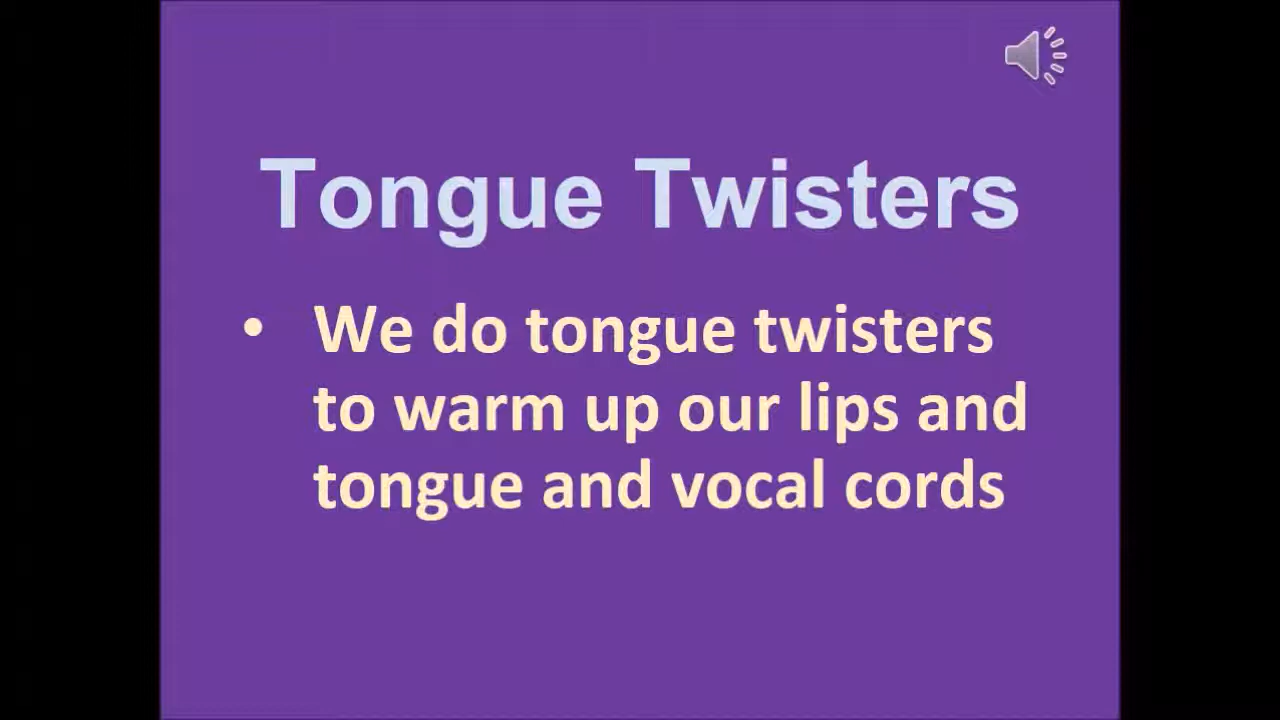 Tongue Twisters
• We do tongue twisters
to warm up our lips and
tongue and vocal cords